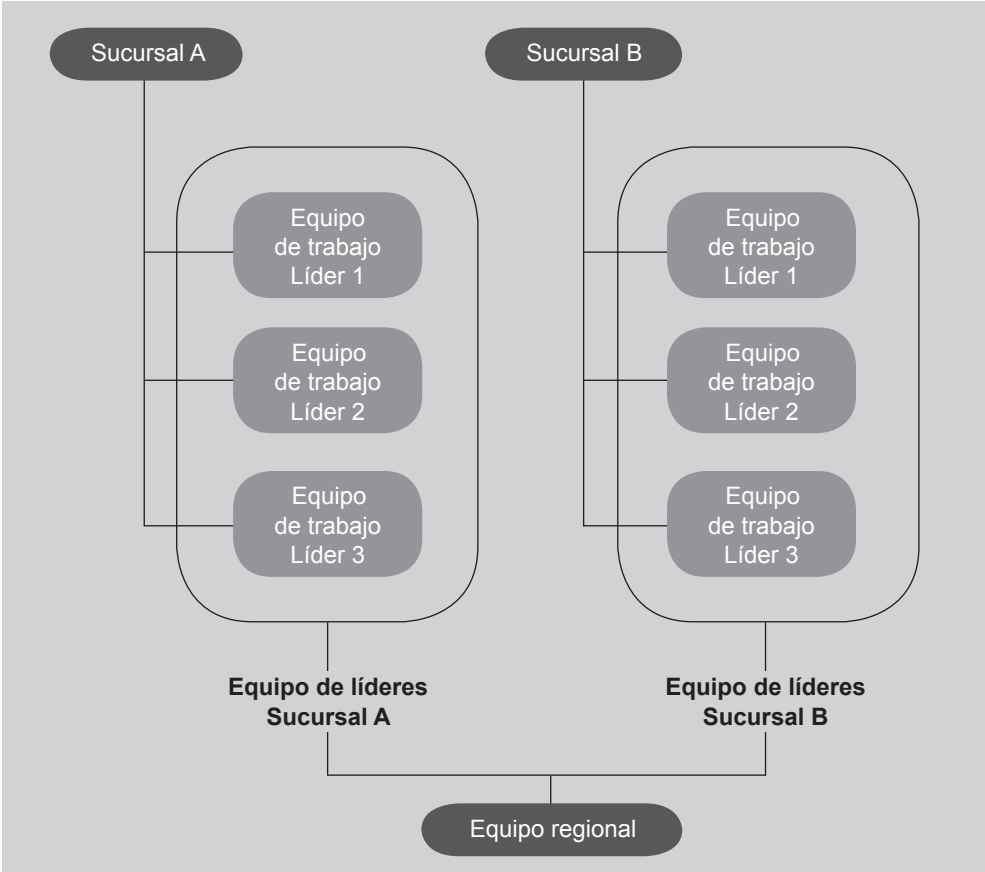 Sucursal A
Sucursal B
Equipo
de trabajo
Líder 1
Equipo
de trabajo
Líder 2
Equipo
de trabajo
Líder 3
Equipo
de trabajo
Líder 1
Equipo
de trabajo
Líder 2
Equipo
de trabajo
Líder 3
Equipo de líderes
Sucursal A
Equipo de líderes
Sucursal B
Equipo regional